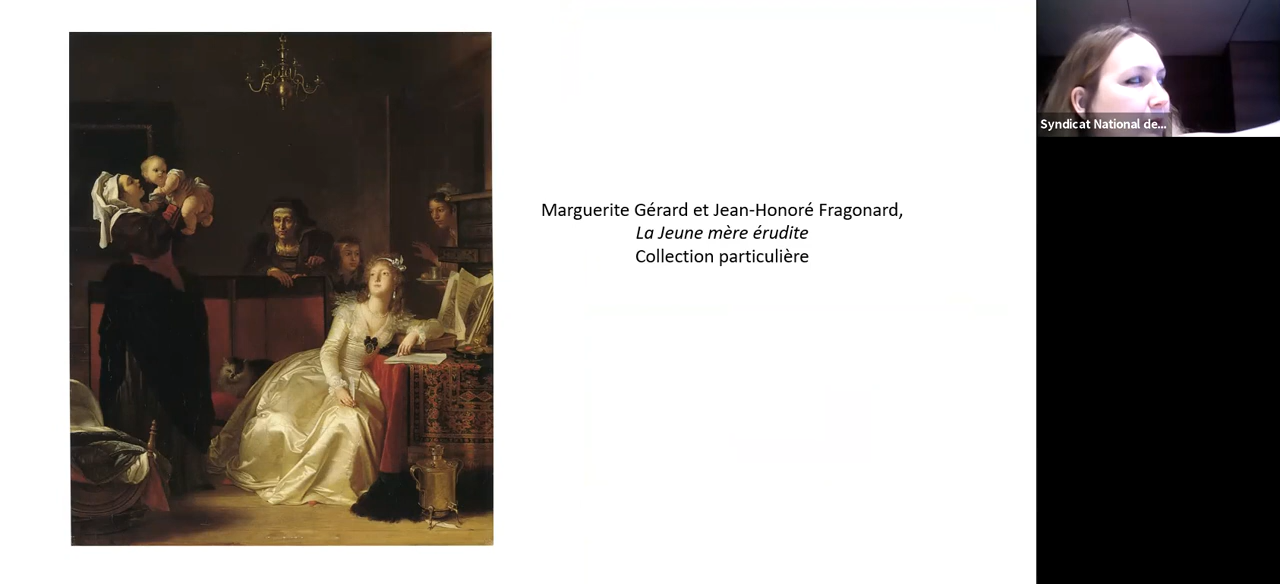 Marguerite Gérard et Jean-Honoré Fragonard,
La Jeune mère érudite
Collection particulière
Syndicat National de...